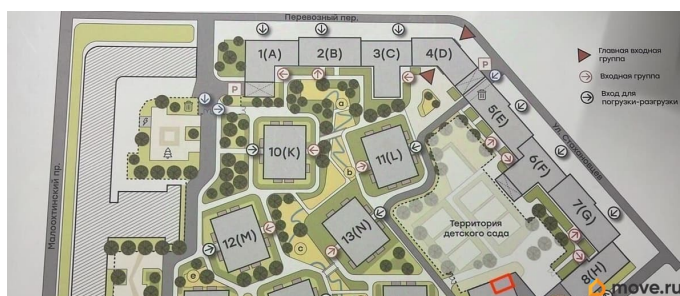 Перевозный пер.
1(A)
2(B)
3(C)
4(D)
P
P
Главная входная
группа
Входная группа
Вход для
погрузки-разгрузки
5(E)
6(F)
7(G)
8(H)
ул. Стахановцев
Малоохтинский пр.
10(K)
11(L)
12(M)
13(N)
a
b
c
e
Территория
детского сада
move.ru